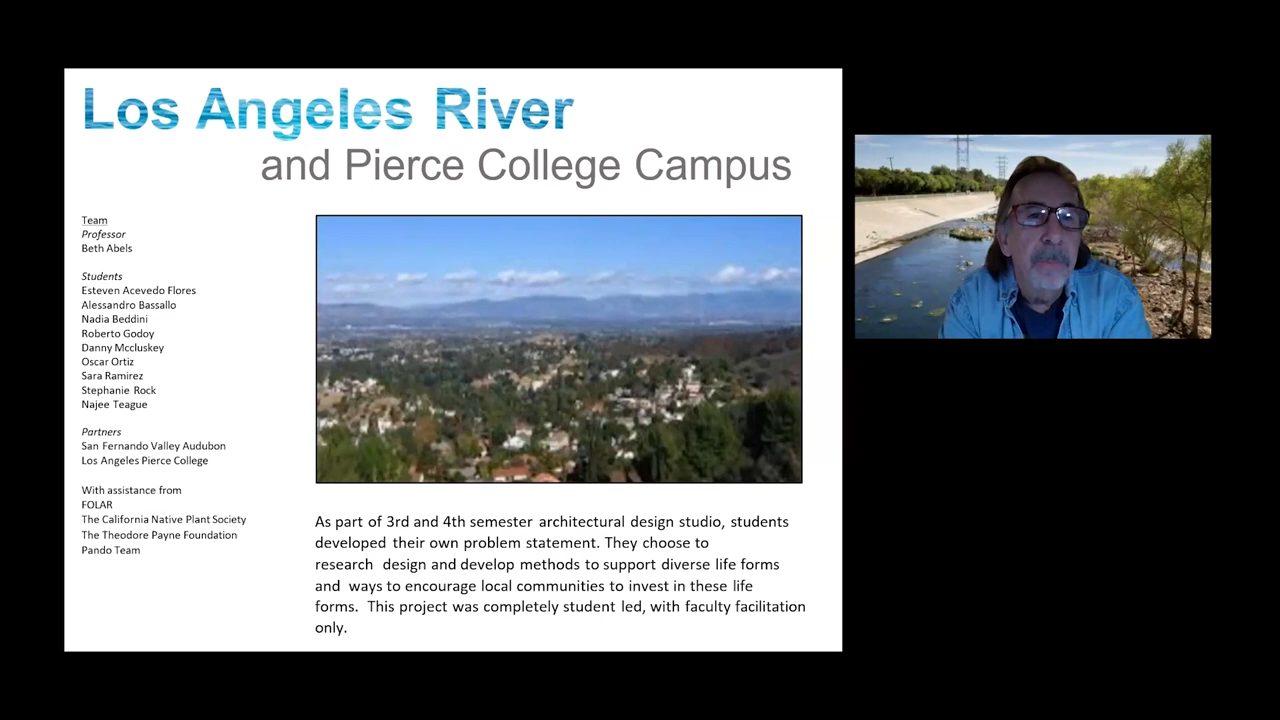 Los Angeles River
and Pierce College Campus
Team
Professor
Beth Abels
Students
Esteven Acevedo Flores
Alessandro Bassallo
Nadia Beddini
Roberto Godoy
Danny Mccluskey
Oscar Ortiz
Sara Ramirez
Stephanie Rock
Najee Teague
Partners
San Fernando Valley Audubon
Los Angeles Pierce College
With assistance from
FOLAR
The California Native Plant Society
The Theodore Payne Foundation
Pando Team
As part of 3rd and 4th semester architectural design studio, students
developed their own problem statement. They choose to
research design and develop methods to support diverse life forms
and ways to encourage local communities to invest in these life
forms. This project was completely student led, with faculty facilitation
only.